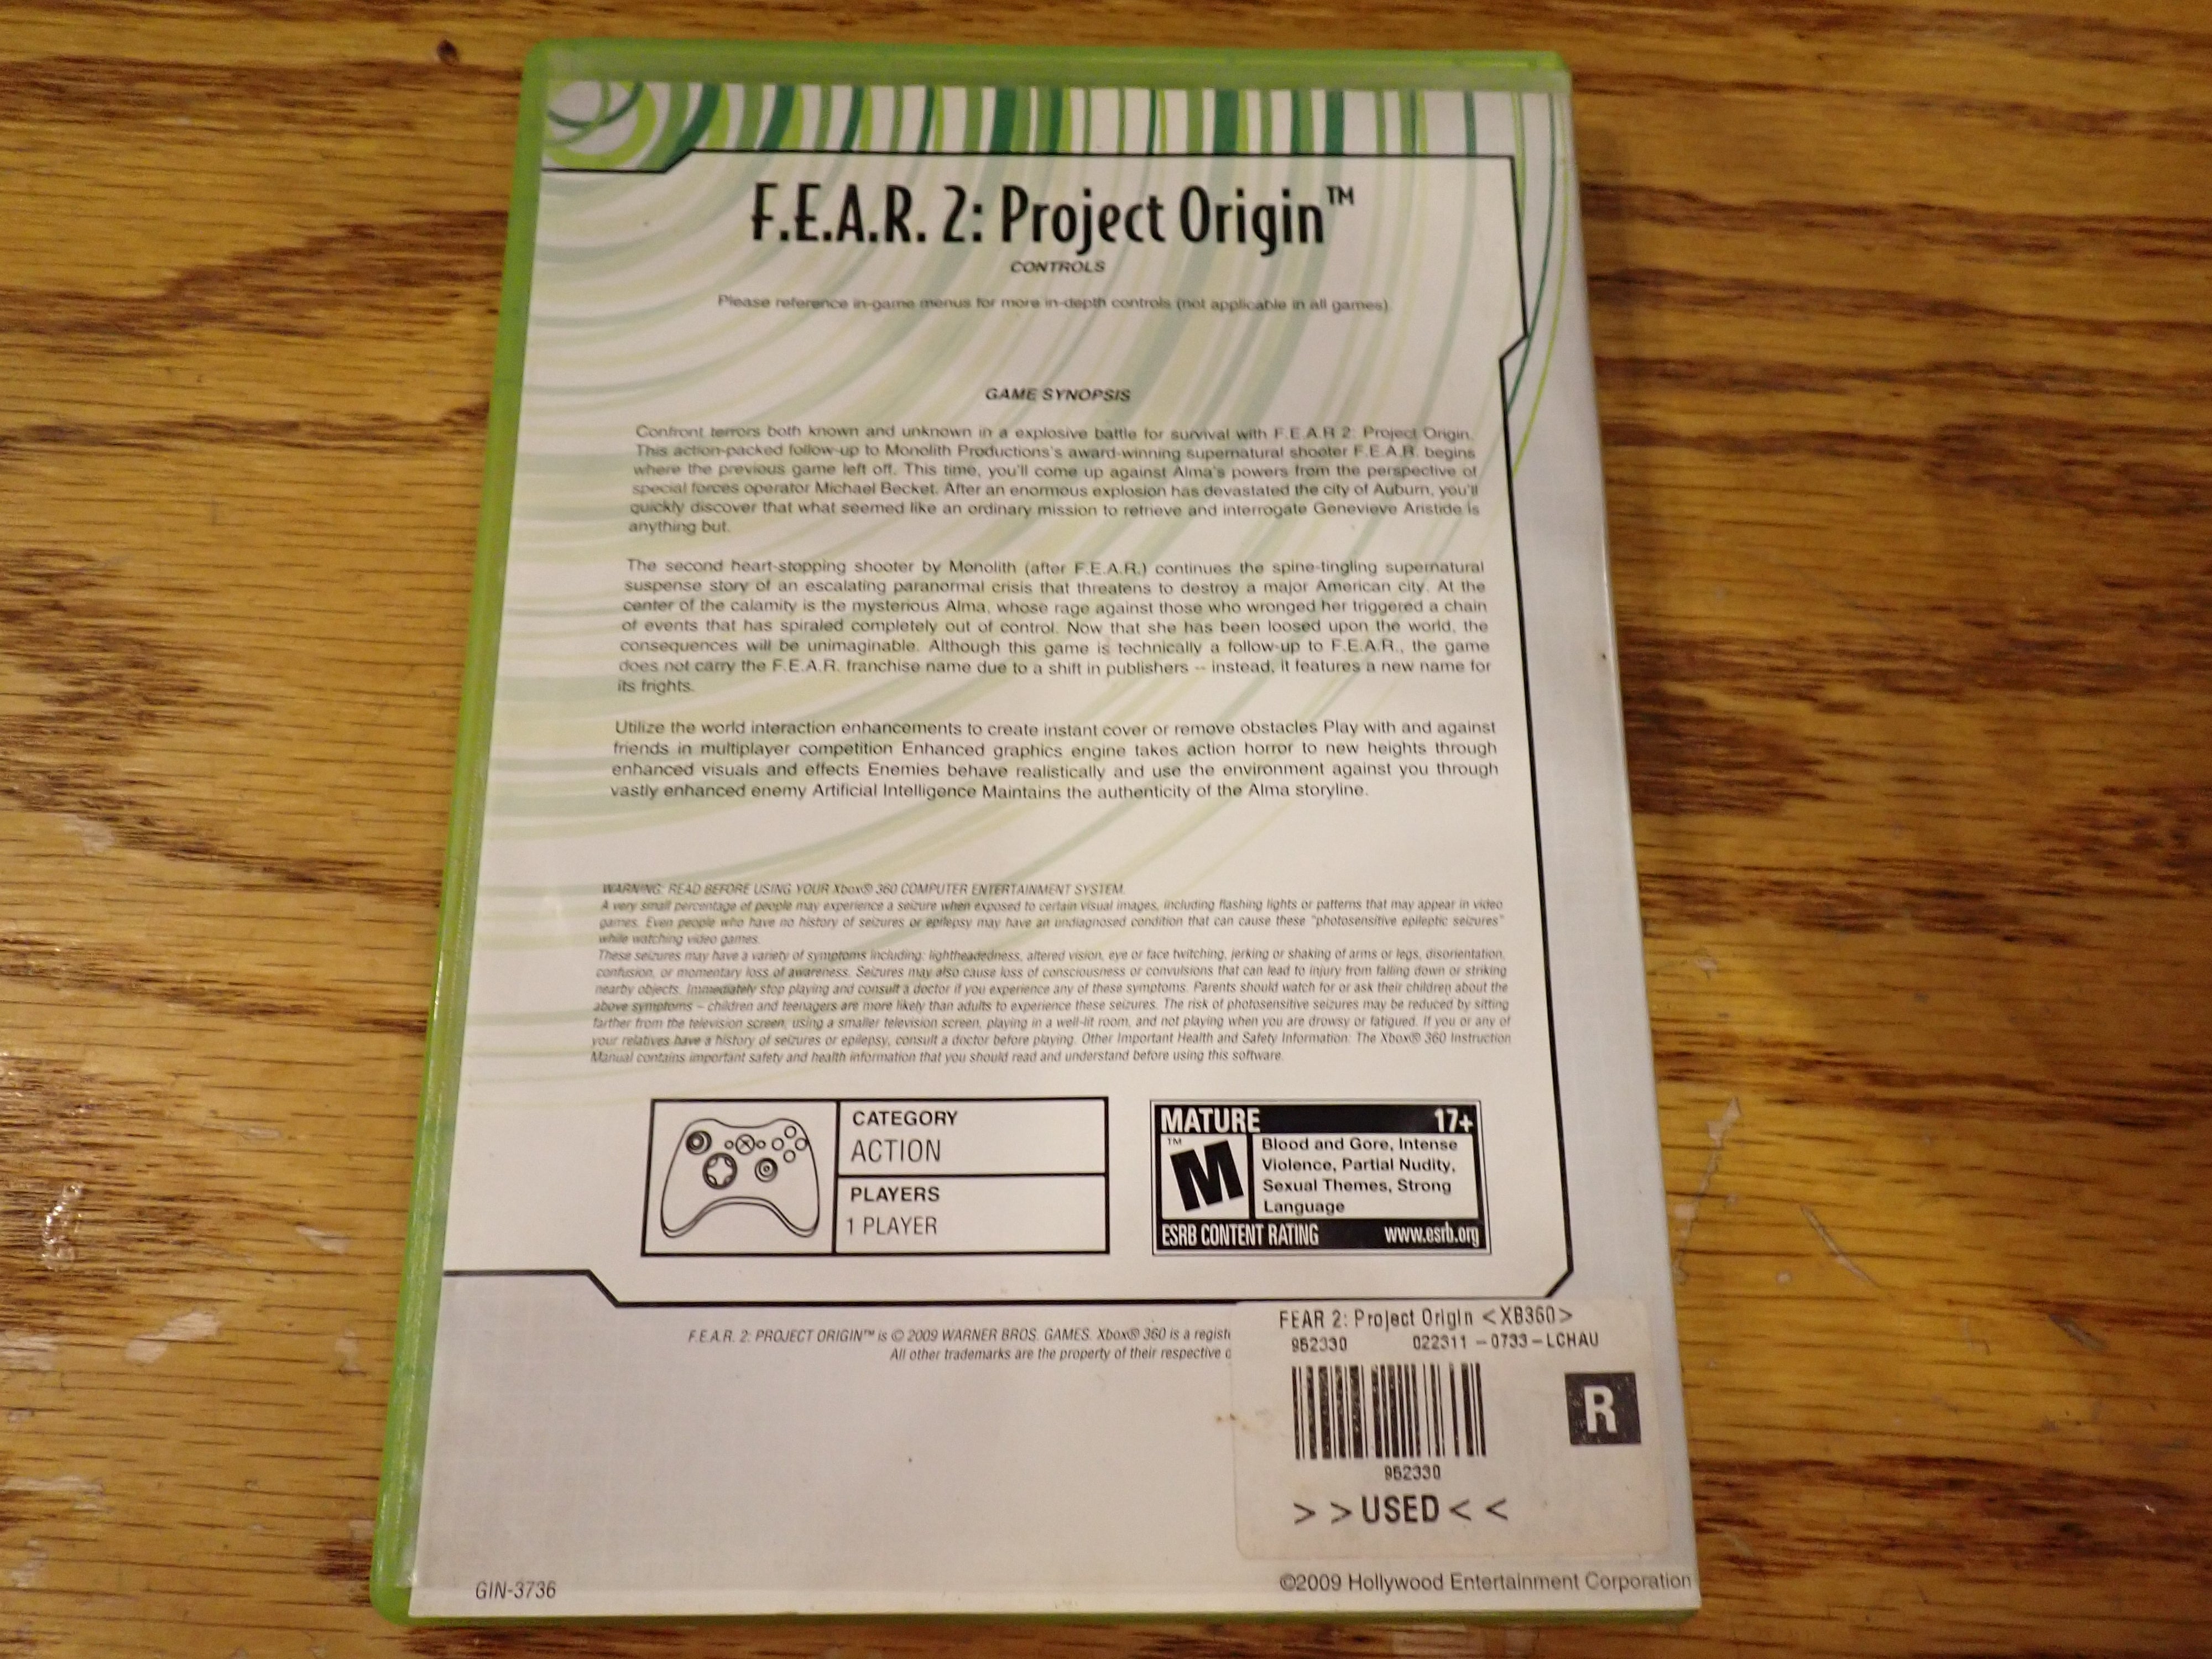 F.E.A.R. 2: Project Origin™
CONTROLS
Please reference in-game menus for more in-depth controls (not applicable in all games).
GAME SYNOPSIS
Confront terrors both known and unknown in a explosive battle for survival with F.E.A.R 2: Project Origin.
This action-packed follow-up to Monolith Productions's award-winning supernatural shooter F.E.A.R. begins
where the previous game left off. This time, you'll come up against Alma's powers from the perspective of
special forces operator Michael Becket. After an enormous explosion has devastated the city of Auburn, you'll
quickly discover that what seemed like an ordinary mission to retrieve and interrogate Genevieve Aristide is
anything but.
The second heart-stopping shooter by Monolith (after F.E.A.R.) continues the spine-tingling supernatural
suspense story of an escalating paranormal crisis that threatens to destroy a major American city. At the
center of the calamity is the mysterious Alma, whose rage against those who wronged her triggered a chain
of events that has spiraled completely out of control. Now that she has been loosed upon the world, the
consequences will be unimaginable. Although this game is technically a follow-up to F.E.A.R., the game
does not carry the F.E.A.R. franchise name due to a shift in publishers -- instead, it features a new name for
its frights.
Utilize the world interaction enhancements to create instant cover or remove obstacles Play with and against
friends in multiplayer competition Enhanced graphics engine takes action horror to new heights through
enhanced visuals and effects Enemies behave realistically and use the environment against you through
vastly enhanced enemy Artificial Intelligence Maintains the authenticity of the Alma storyline.
WARNING: READ BEFORE USING YOUR Xbox® 360 COMPUTER ENTERTAINMENT SYSTEM.
A very small percentage of people may experience a seizure when exposed to certain visual images, including flashing lights or patterns that may appear in video
games. Even people who have no history of seizures or epilepsy may have an undiagnosed condition that can cause these "photosensitive epileptic seizures"
while watching video games.
These seizures may have a variety of symptoms including: lightheadedness, altered vision, eye or face twitching, jerking or shaking of arms or legs, disorientation,
confusion, or momentary loss of awareness. Seizures may also cause loss of consciousness or convulsions that can lead to injury from falling down or striking
nearby objects. Immediately stop playing and consult a doctor if you experience any of these symptoms. Parents should watch for or ask their children about the
above symptoms – children and teenagers are more likely than adults to experience these seizures. The risk of photosensitive seizures may be reduced by sitting
farther from the television screen, using a smaller television screen, playing in a well-lit room, and not playing when you are drowsy or fatigued. If you or any of
your relatives have a history of seizures or epilepsy, consult a doctor before playing. Other Important Health and Safety Information: The Xbox® 360 Instruction
Manual contains important safety and health information that you should read and understand before using this software.
CATEGORY
ACTION
PLAYERS
1 PLAYER
MATURE 17+
M™
Blood and Gore, Intense
Violence, Partial Nudity,
Sexual Themes, Strong
Language
ESRB CONTENT RATING www.esrb.org
F.E.A.R. 2: PROJECT ORIGIN™ is © 2009 WARNER BROS. GAMES. Xbox® 360 is a regist
All other trademarks are the property of their respective
FEAR 2: Project Origin <XB360>
952330 022311-0733-LCHAU
R
952330
>>USED<<
GIN-3736
©2009 Hollywood Entertainment Corporation